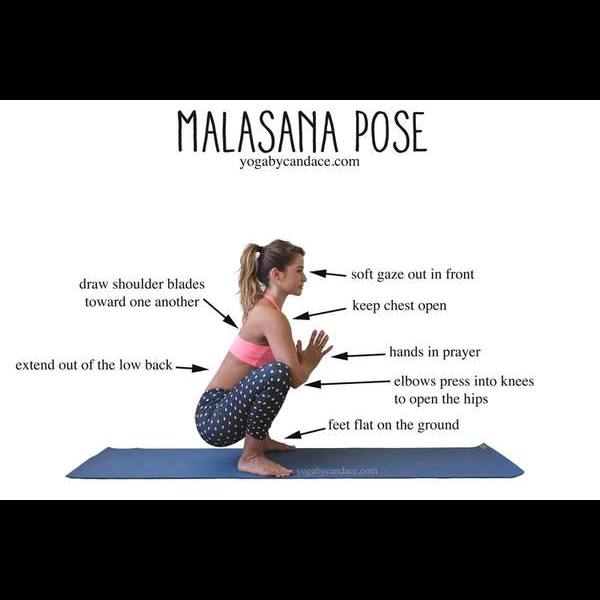 MALASANA POSE
yogabycandace.com
soft gaze out in front
draw shoulder blades
toward one another
keep chest open
hands in prayer
extend out of the low back
elbows press into knees
to open the hips
feet flat on the ground
yogabycandace.com